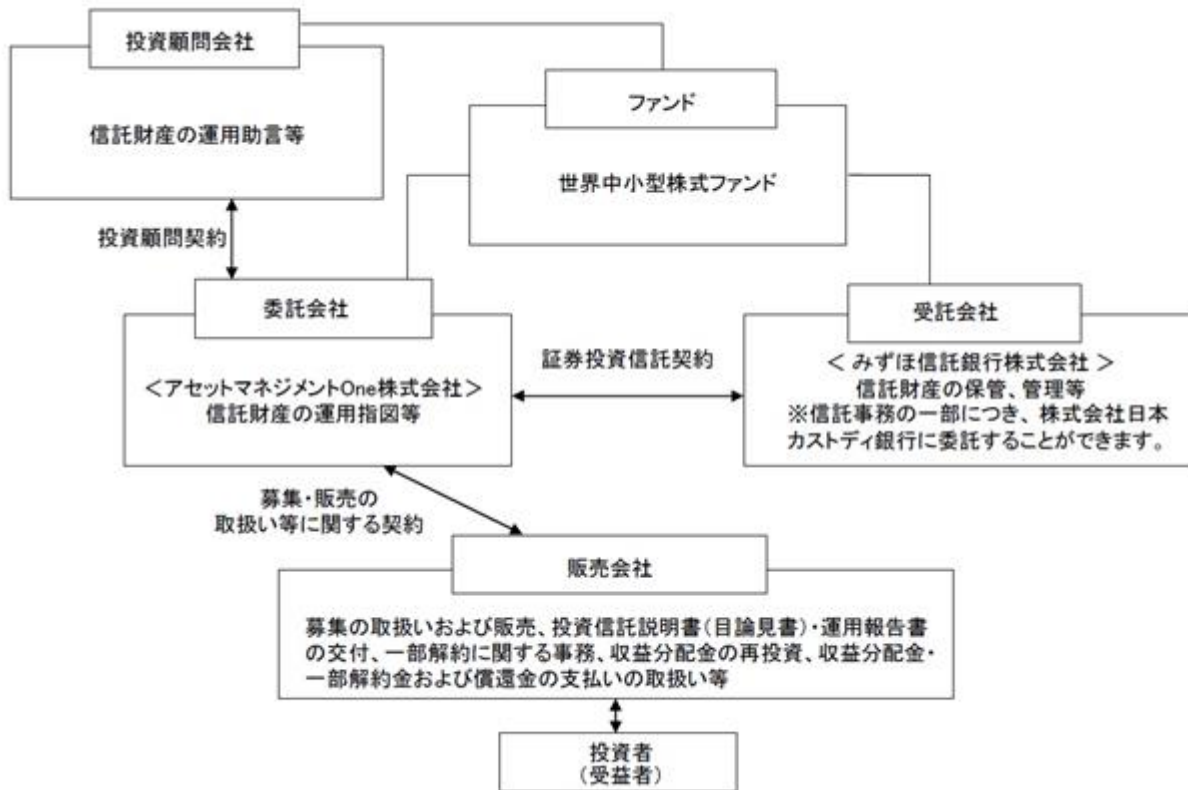 投資顧問会社
信託財産の運用助言等
ファンド
世界中小型株式ファンド
投資顧問契約
委託会社
<アセットマネジメントOne株式会社>
信託財産の運用指図等
証券投資信託契約
受託会社
< みずほ信託銀行株式会社 >
信託財産の保管、管理等
※信託事務の一部につき、株式会社日本
カストディ銀行に委託することができます。
募集・販売の
取扱い等に関する契約
販売会社
募集の取扱いおよび販売、投資信託説明書(目論見書)・運用報告書
の交付、一部解約に関する事務、収益分配金の再投資、収益分配金・
一部解約金および償還金の支払いの取扱い等
投資者
(受益者)